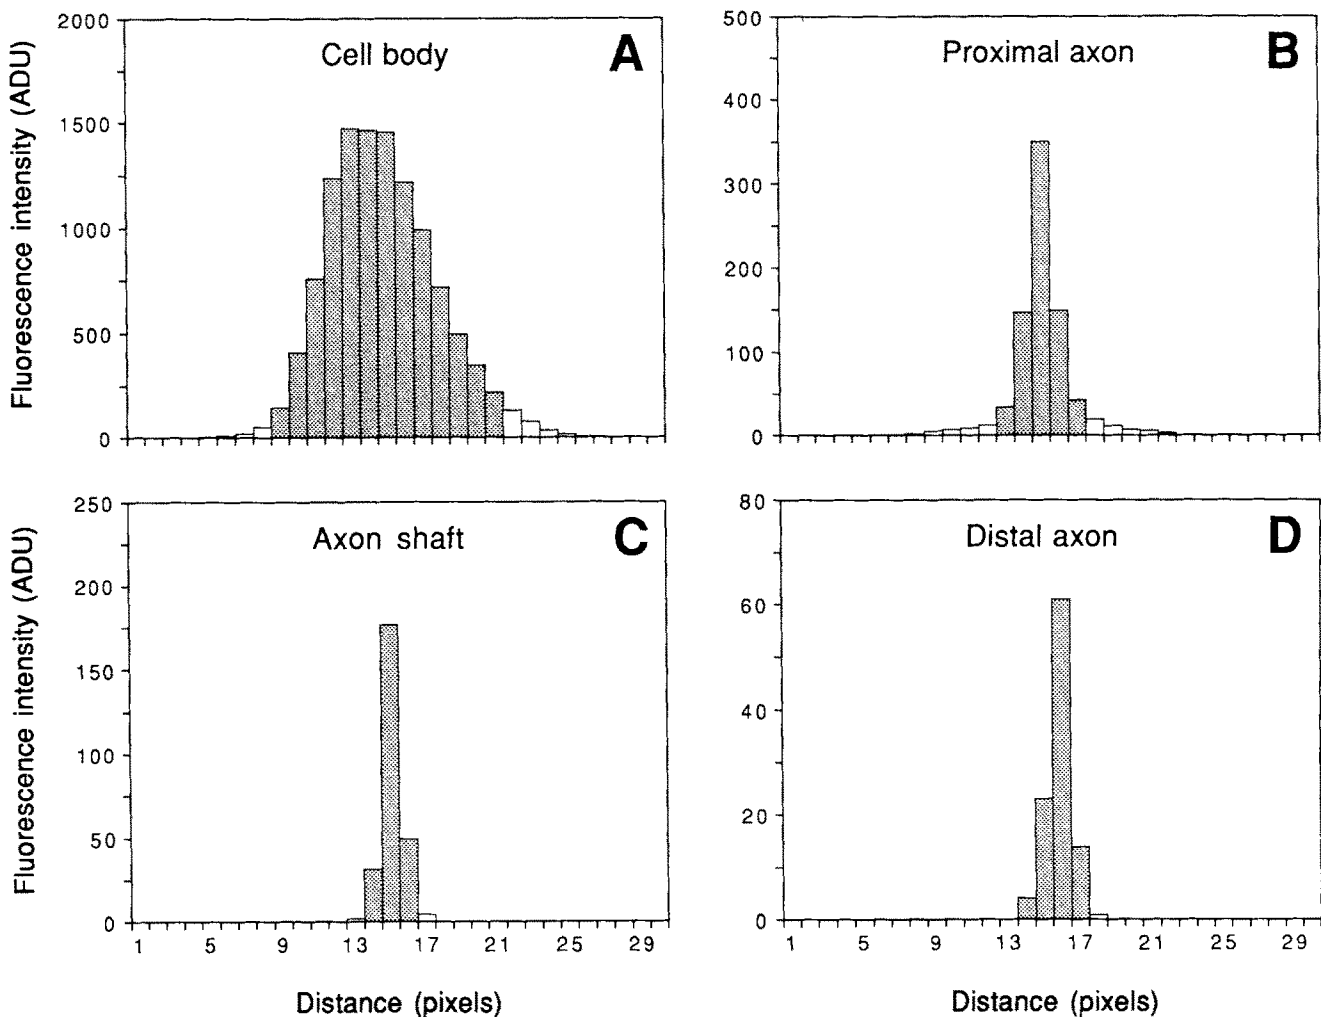 Cell body A
Fluorescence intensity (ADU)
2000
1500
1000
500
0
Proximal axon B
500
400
300
200
100
0
Axon shaft C
Fluorescence intensity (ADU)
250
200
150
100
50
0
1 5 9 13 17 21 25 29
Distance (pixels)
Distal axon D
80
60
40
20
0
1 5 9 13 17 21 25 29
Distance (pixels)